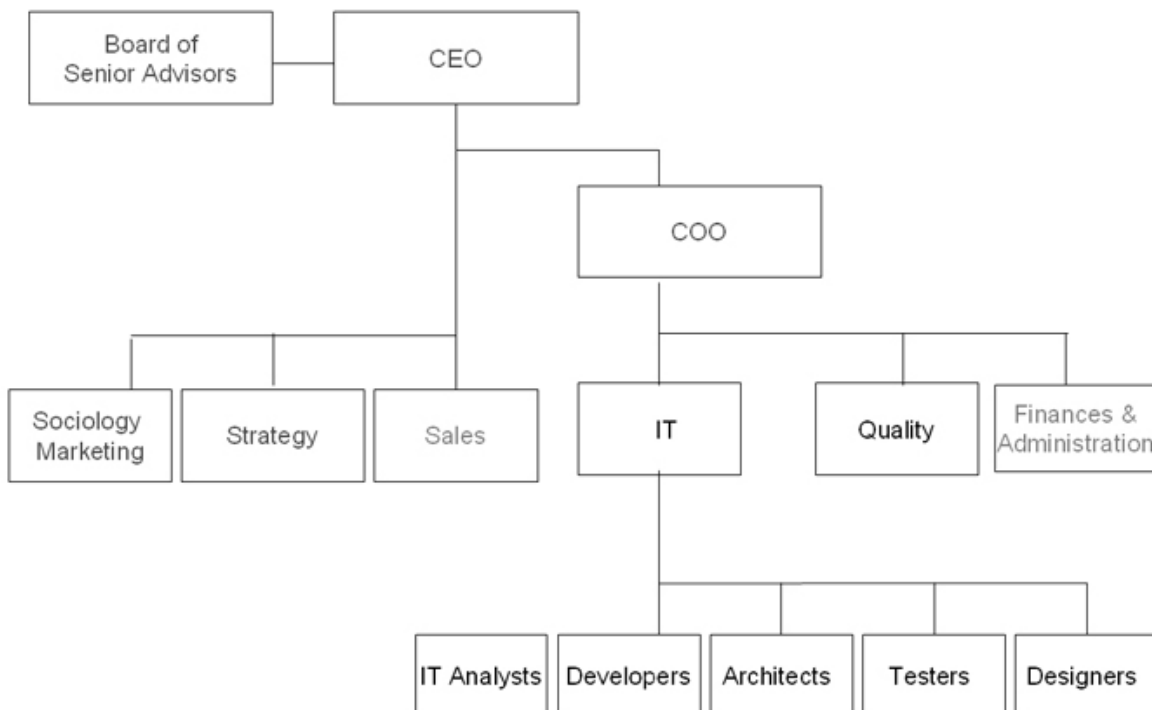 Board of
Senior Advisors
CEO
COO
Sociology
Marketing
Strategy
Sales
IT
Quality
Finances &
Administration
IT Analysts
Developers
Architects
Testers
Designers